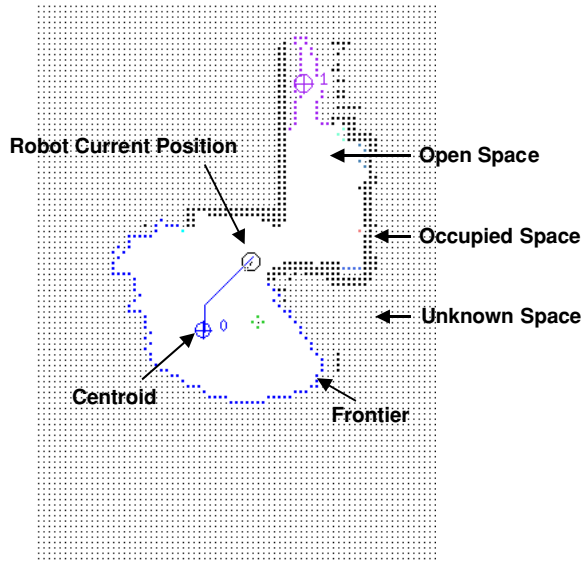 1
Robot Current Position
Open Space
Occupied Space
Unknown Space
0
Centroid
Frontier